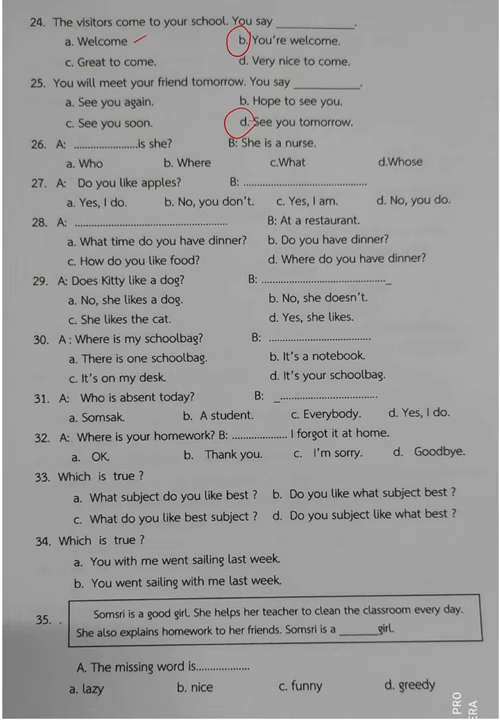 24. The visitors come to your school. You say ____________.
a. Welcome b. You're welcome.
c. Great to come. d. Very nice to come.
25. You will meet your friend tomorrow. You say __________.
a. See you again. b. Hope to see you.
c. See you soon. d. See you tomorrow.
26. A: .......................is she? B: She is a nurse.
a. Who b. Where c.What d.Whose
27. A: Do you like apples? B: ............................................
a. Yes, I do. b. No, you don't. c. Yes, I am. d. No, you do.
28. A: ....................................................... B: At a restaurant.
a. What time do you have dinner? b. Do you have dinner?
c. How do you like food? d. Where do you have dinner?
29. A: Does Kitty like a dog? B: ............................................_
a. No, she likes a dog. b. No, she doesn't.
c. She likes the cat. d. Yes, she likes.
30. A : Where is my schoolbag? B: ....................................
a. There is one schoolbag. b. It's a notebook.
c. It's on my desk. d. It's your schoolbag.
31. A: Who is absent today? B: _...................................
a. Somsak. b. A student. c. Everybody. d. Yes, I do.
32. A: Where is your homework? B: .................... I forgot it at home.
a. OK. b. Thank you. c. I'm sorry. d. Goodbye.
33. Which is true ?
a. What subject do you like best ? b. Do you like what subject best ?
c. What do you like best subject ? d. Do you subject like what best ?
34. Which is true ?
a. You with me went sailing last week.
b. You went sailing with me last week.
35. .
Somsri is a good girl. She helps her teacher to clean the classroom every day.
She also explains homework to her friends. Somsri is a _______girl.
A. The missing word is...................
a. lazy b. nice c. funny d. greedy
PRO
ERA